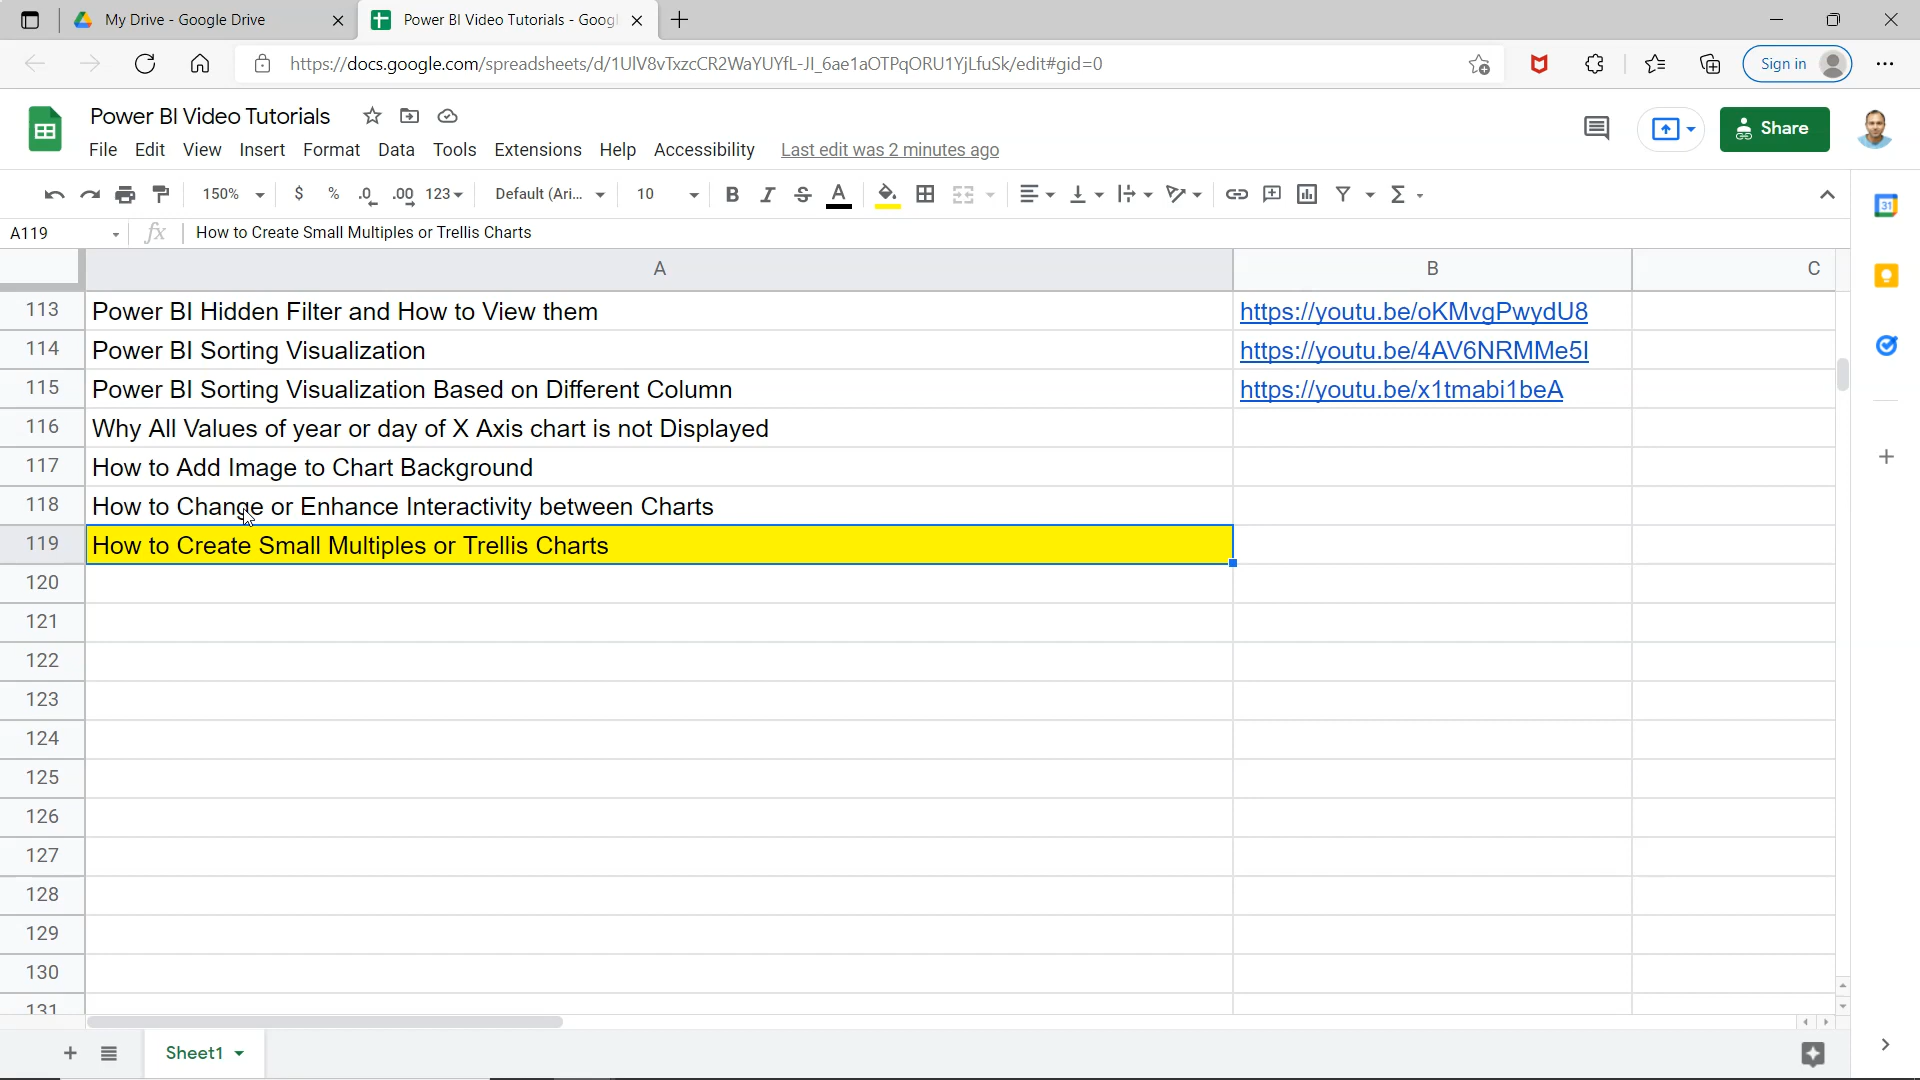 My Drive - Google Drive
Power BI Video Tutorials - Googl
https://docs.google.com/spreadsheets/d/1UlV8vTxzcCR2WaYUYfL-JI_6ae1aOTPqORU1YjLfuSk/edit#gid=0
Sign in
Power BI Video Tutorials
File Edit View Insert Format Data Tools Extensions Help Accessibility Last edit was 2 minutes ago
Share
150% $ % .0 .00 123 Default (Ari... 10 B I S A
31
A119 fx How to Create Small Multiples or Trellis Charts
A B C
113 Power BI Hidden Filter and How to View them https://youtu.be/oKMvgPwydU8
114 Power BI Sorting Visualization https://youtu.be/4AV6NRMMe5I
115 Power BI Sorting Visualization Based on Different Column https://youtu.be/x1tmabi1beA
116 Why All Values of year or day of X Axis chart is not Displayed
117 How to Add Image to Chart Background
118 How to Change or Enhance Interactivity between Charts
119 How to Create Small Multiples or Trellis Charts
120
121
122
123
124
125
126
127
128
129
130
131
Sheet1